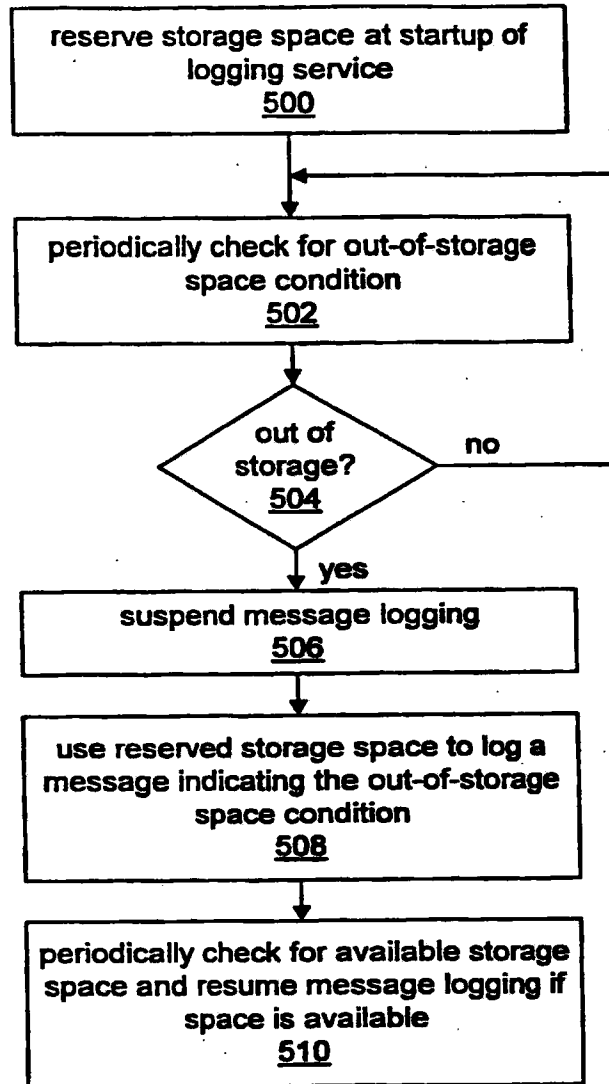 reserve storage space at startup of
logging service
500
periodically check for out-of-storage
space condition
502
out of
storage?
504
no
yes
suspend message logging
506
use reserved storage space to log a
message indicating the out-of-storage
space condition
508
periodically check for available storage
space and resume message logging if
space is available
510